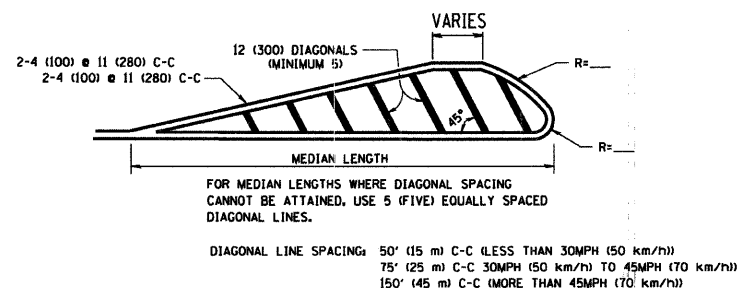 VARIES
12 (300) DIAGONALS
(MINIMUM 5)
2-4 (100) @ 11 (280) C-C
2-4 (100) @ 11 (280) C-C
R=___
45°
R=___
MEDIAN LENGTH
FOR MEDIAN LENGTHS WHERE DIAGONAL SPACING
CANNOT BE ATTAINED, USE 5 (FIVE) EQUALLY SPACED
DIAGONAL LINES.
DIAGONAL LINE SPACING: 50' (15 m) C-C (LESS THAN 30MPH (50 km/h))
75' (25 m) C-C 30MPH (50 km/h) TO 45MPH (70 km/h))
150' (45 m) C-C (MORE THAN 45MPH (70 km/h))